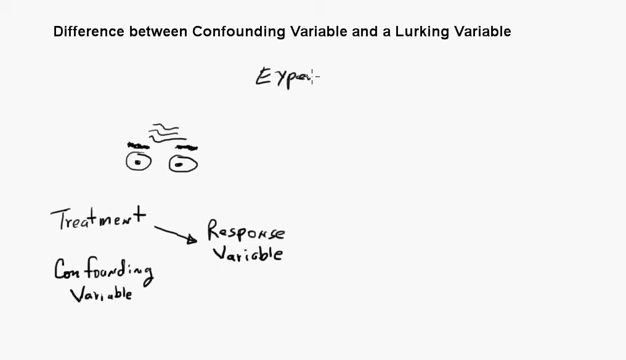 Difference between Confounding Variable and a Lurking Variable
Treatment
Response
Variable
Confounding
Variable